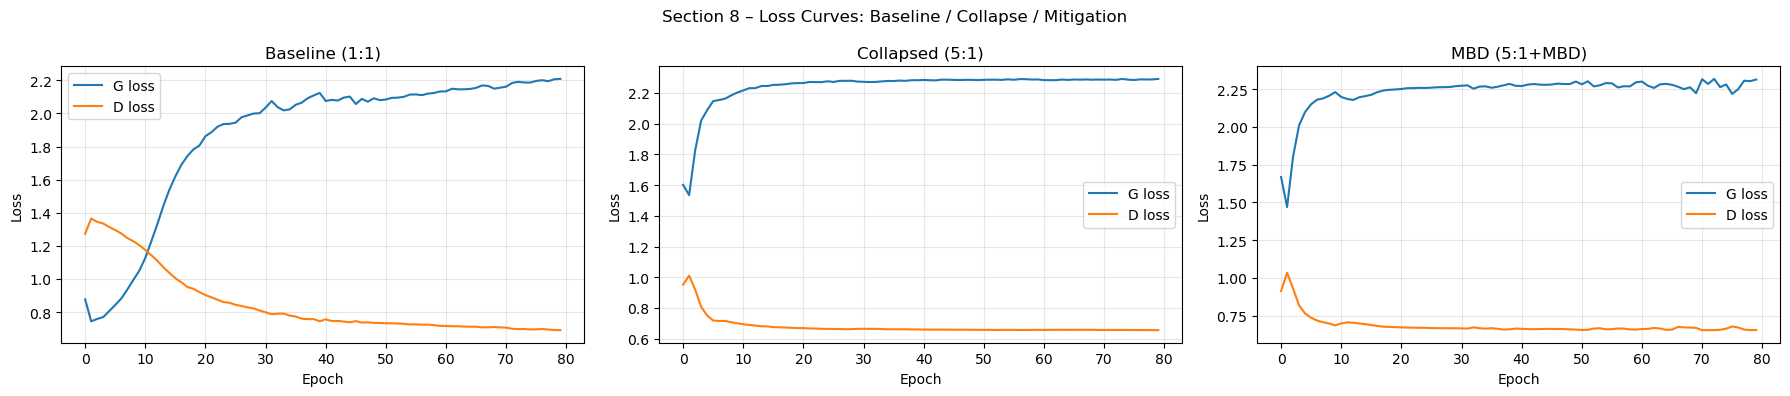 Section 8 – Loss Curves: Baseline / Collapse / Mitigation
Baseline (1:1)
G loss
D loss
2.2
2.0
1.8
1.6
1.4
1.2
1.0
0.8
Loss
0 10 20 30 40 50 60 70 80
Epoch
Collapsed (5:1)
G loss
D loss
2.2
2.0
1.8
1.6
1.4
1.2
1.0
0.8
0.6
Loss
0 10 20 30 40 50 60 70 80
Epoch
MBD (5:1+MBD)
G loss
D loss
2.25
2.00
1.75
1.50
1.25
1.00
0.75
Loss
0 10 20 30 40 50 60 70 80
Epoch